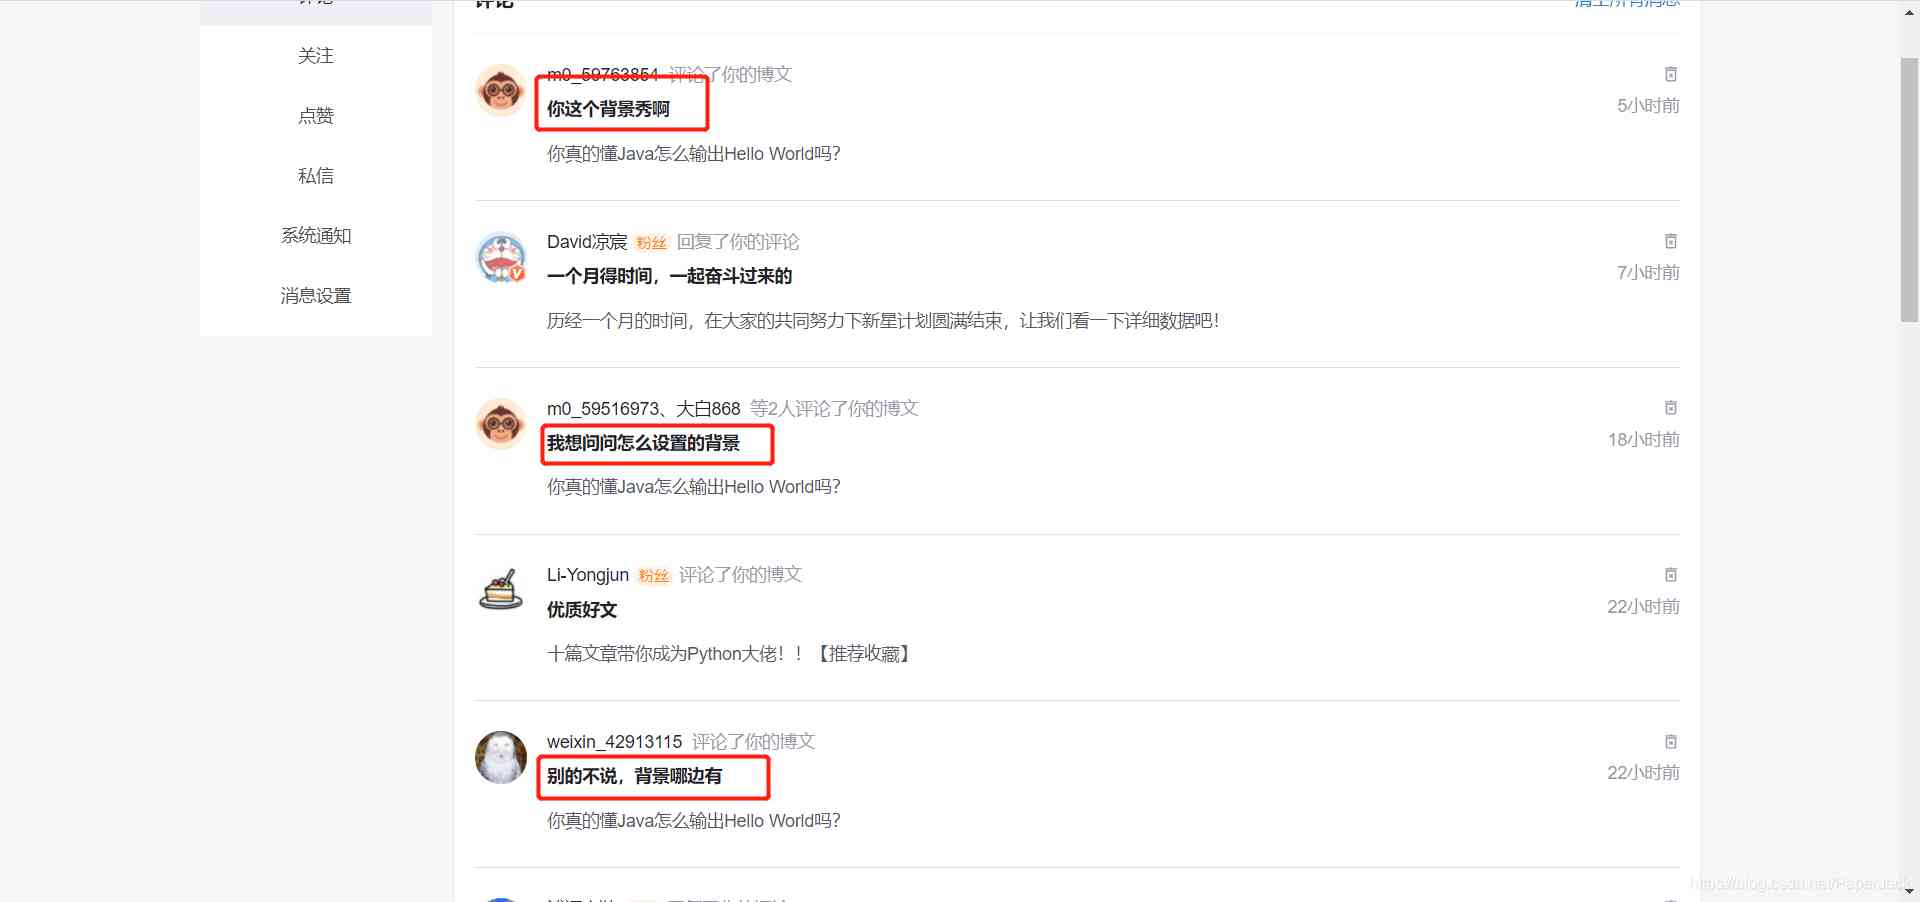 评论
清空所有消息
关注
点赞
私信
系统通知
消息设置
m0_59763854 评论了你的博文
你这个背景秀啊
5小时前
你真的懂Java怎么输出Hello World吗？
David凉宸 粉丝 回复了你的评论
一个月得时间，一起奋斗过来的
7小时前
历经一个月的时间，在大家的共同努力下新星计划圆满结束，让我们看一下详细数据吧！
m0_59516973、大白868 等2人评论了你的博文
我想问问怎么设置的背景
18小时前
你真的懂Java怎么输出Hello World吗？
Li-Yongjun 粉丝 评论了你的博文
优质好文
22小时前
十篇文章带你成为Python大佬！！【推荐收藏】
weixin_42913115 评论了你的博文
别的不说，背景哪边有
22小时前
你真的懂Java怎么输出Hello World吗？
https://blog.csdn.net/PaperJack